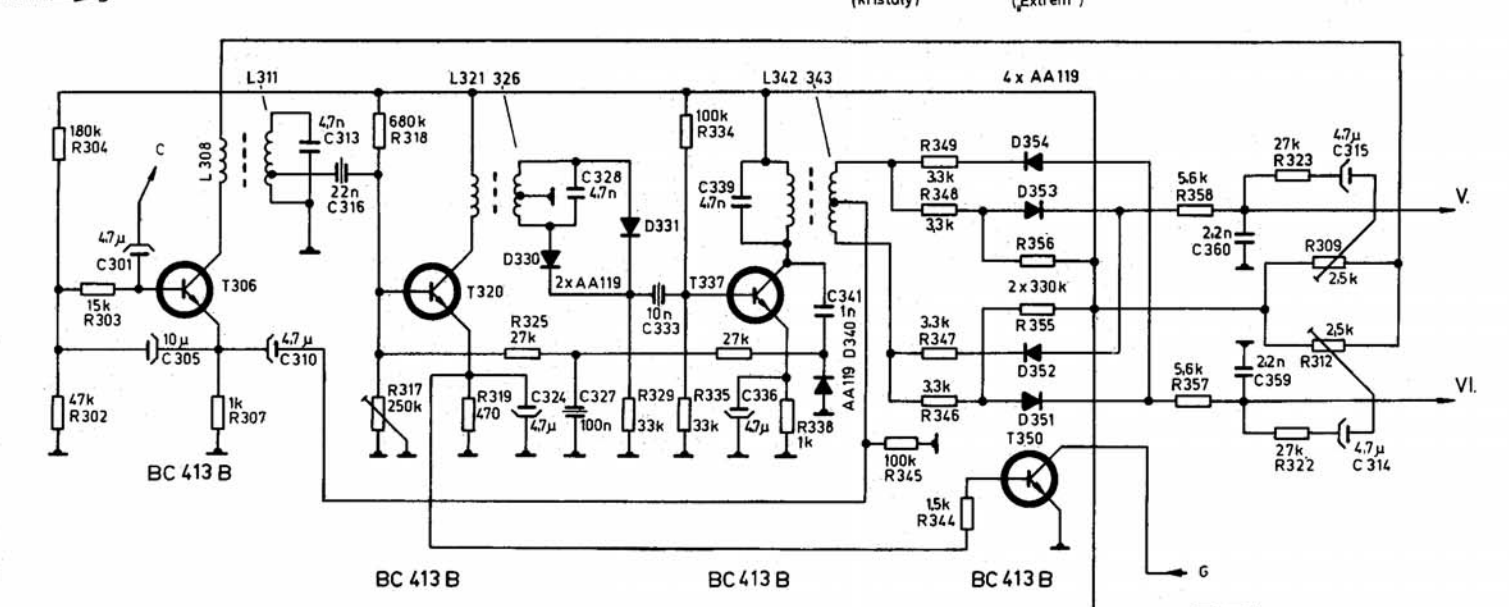 (kristály)
("Extrem")
L311
L321 326
L342 343
4 x AA119
180k
R304
C
L308
4,7n
C313
22n
C316
680k
R318
C328
4,7n
100k
R334
C339
4,7n
R349
3,3k
R348
3,3k
D354
D353
R356
2 x 330k
R355
5.6k
R358
27k
R323
4.7µ
C315
V.
2,2n
C360
R309
2,5k
4.7µ
C301
T306
15k
R303
10µ
C305
4,7µ
C310
47k
R302
1k
R307
BC 413 B
T320
D330
D331
2x AA119
10n
C333
T337
C341
1n
R325
27k
27k
AA119 D340
R317
250k
R319
470
C324
4,7µ
C327
100n
R329
33k
R335
33k
C336
4,7µ
R338
1k
3.3k
R347
3.3k
R346
D352
D351
T350
5,6k
R357
2,2n
C359
2,5k
R312
VI.
27k
R322
4,7µ
C 314
100k
R345
1,5k
R344
G
BC 413 B
BC 413 B
BC 413 B